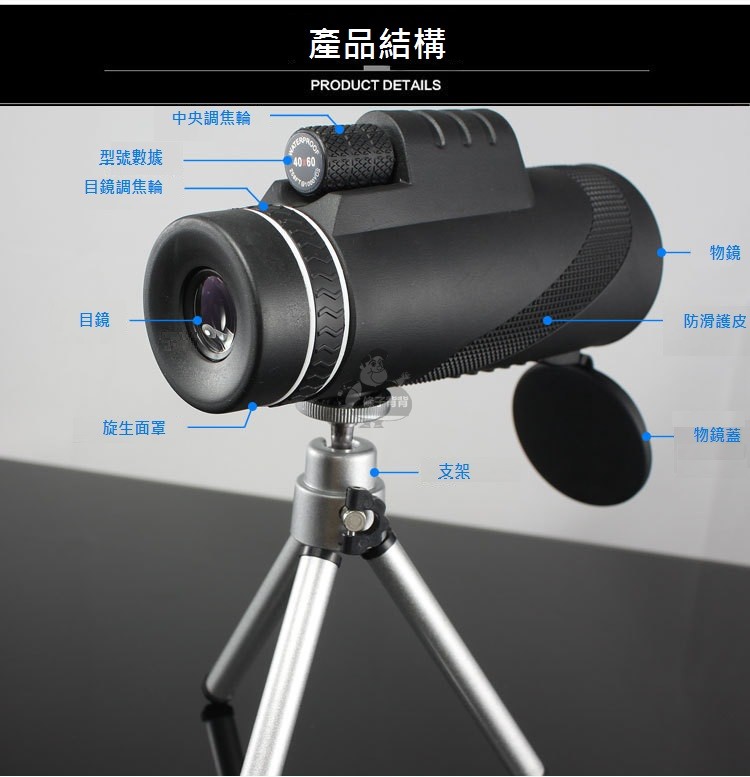 產品結構
PRODUCT DETAILS
中央調焦輪
型號數據
目鏡調焦輪
WATERPROOF
40x60
物鏡
目鏡
防滑護皮
旋生面罩
物鏡蓋
支架